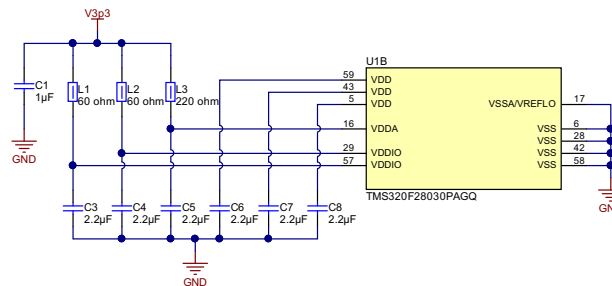 V3p3
U1B
C1
1µF
L1
60 ohm
L2
60 ohm
L3
220 ohm
59 VDD
43 VDD
5 VDD
16 VDDA
29 VDDIO
57 VDDIO
VSSA/VREFLO 17
VSS 6
VSS 28
VSS 42
VSS 58
TMS320F28030PAGQ
GND
C3
2.2µF
C4
2.2µF
C5
2.2µF
C6
2.2µF
C7
2.2µF
C8
2.2µF
GND
GN